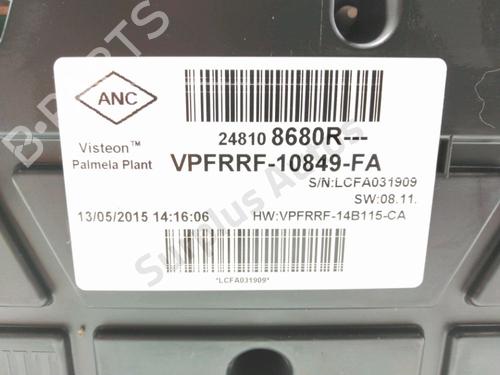 ANC
24810 8680R---
Visteon™
Palmela Plant
VPFRRF-10849-FA
S/N:LCFA031909
SW:08.11.
13/05/2015 14:16:06
HW:VPFRRF-14B115-CA
*LCFA031909*
B-PARTS
Surplus Autos